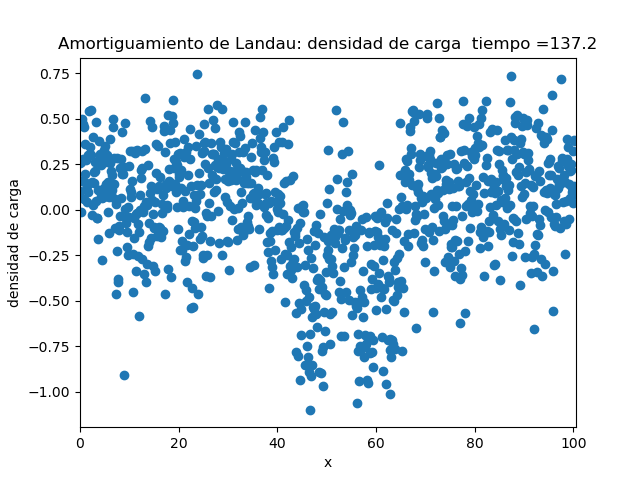 Amortiguamiento de Landau: densidad de carga  tiempo =137.2
densidad de carga
0.75
0.50
0.25
0.00
−0.25
−0.50
−0.75
−1.00
0 20 40 60 80 100
x